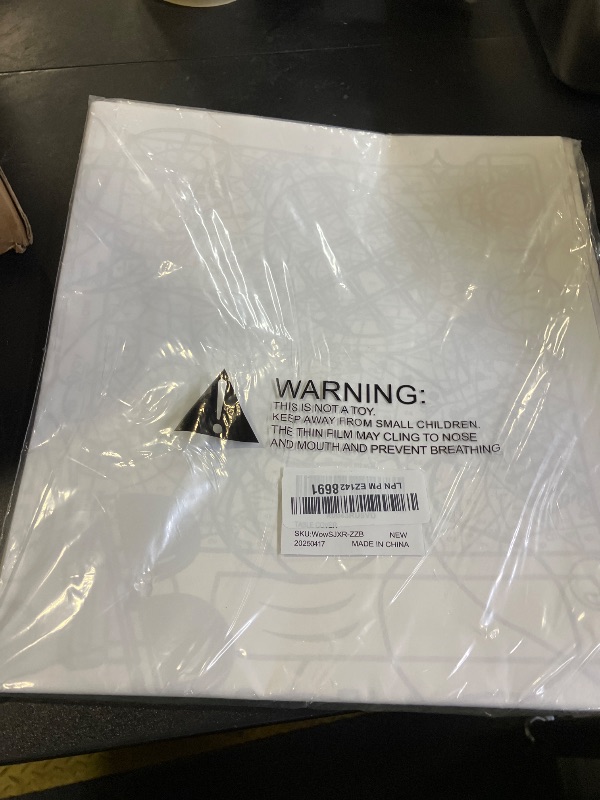 WARNING:
THIS IS NOT A TOY.
KEEP AWAY FROM SMALL CHILDREN.
THE THIN FILM MAY CLING TO NOSE
AND MOUTH AND PREVENT BREATHING
LPN PM EZ142 8691
SKU:WowSJXR-ZZB NEW
20250417 MADE IN CHINA